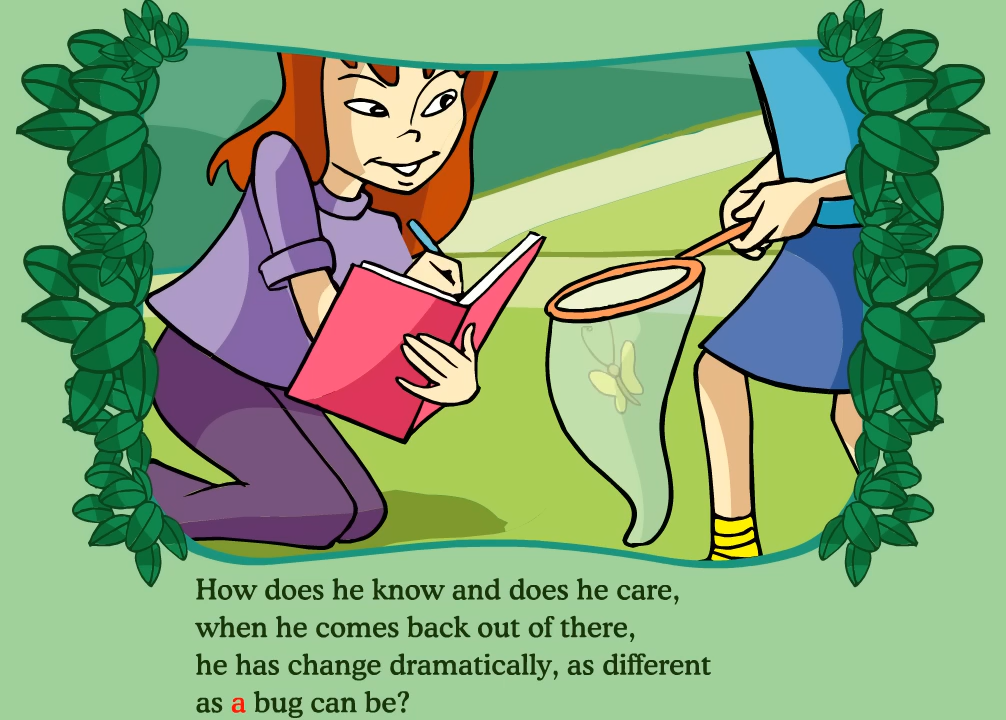 How does he know and does he care,
when he comes back out of there,
he has change dramatically, as different
as a bug can be?